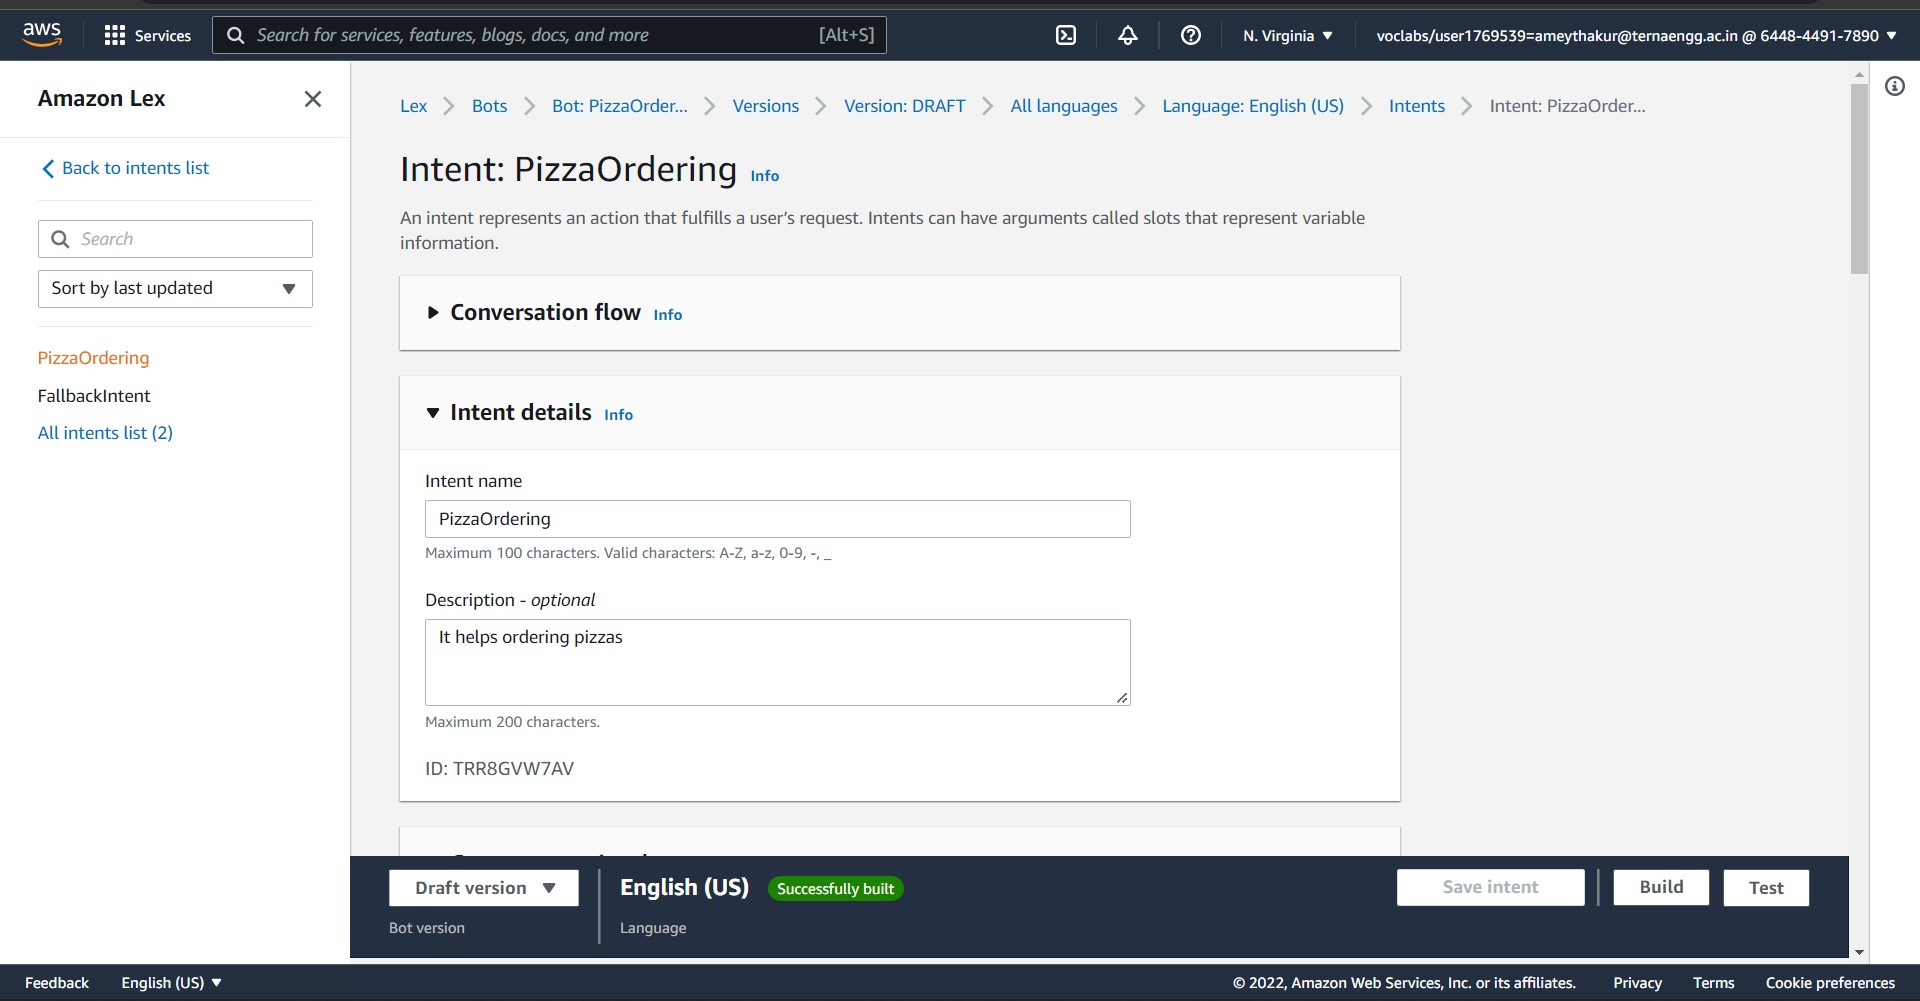 aws
Services
Search for services, features, blogs, docs, and more
[Alt+S]
N. Virginia
voclabs/user1769539=ameythakur@ternaengg.ac.in @ 6448-4491-7890
Amazon Lex
Back to intents list
Search
Sort by last updated
PizzaOrdering
FallbackIntent
All intents list (2)
Lex
Bots
Bot: PizzaOrder...
Versions
Version: DRAFT
All languages
Language: English (US)
Intents
Intent: PizzaOrder...
Intent: PizzaOrdering Info
An intent represents an action that fulfills a user's request. Intents can have arguments called slots that represent variable
information.
Conversation flow Info
Intent details Info
Intent name
PizzaOrdering
Maximum 100 characters. Valid characters: A-Z, a-z, 0-9, -, _
Description - optional
It helps ordering pizzas
Maximum 200 characters.
ID: TRR8GVW7AV
Draft version
Bot version
English (US) Successfully built
Language
Save intent
Build
Test
Feedback
English (US)
© 2022, Amazon Web Services, Inc. or its affiliates.
Privacy
Terms
Cookie preferences